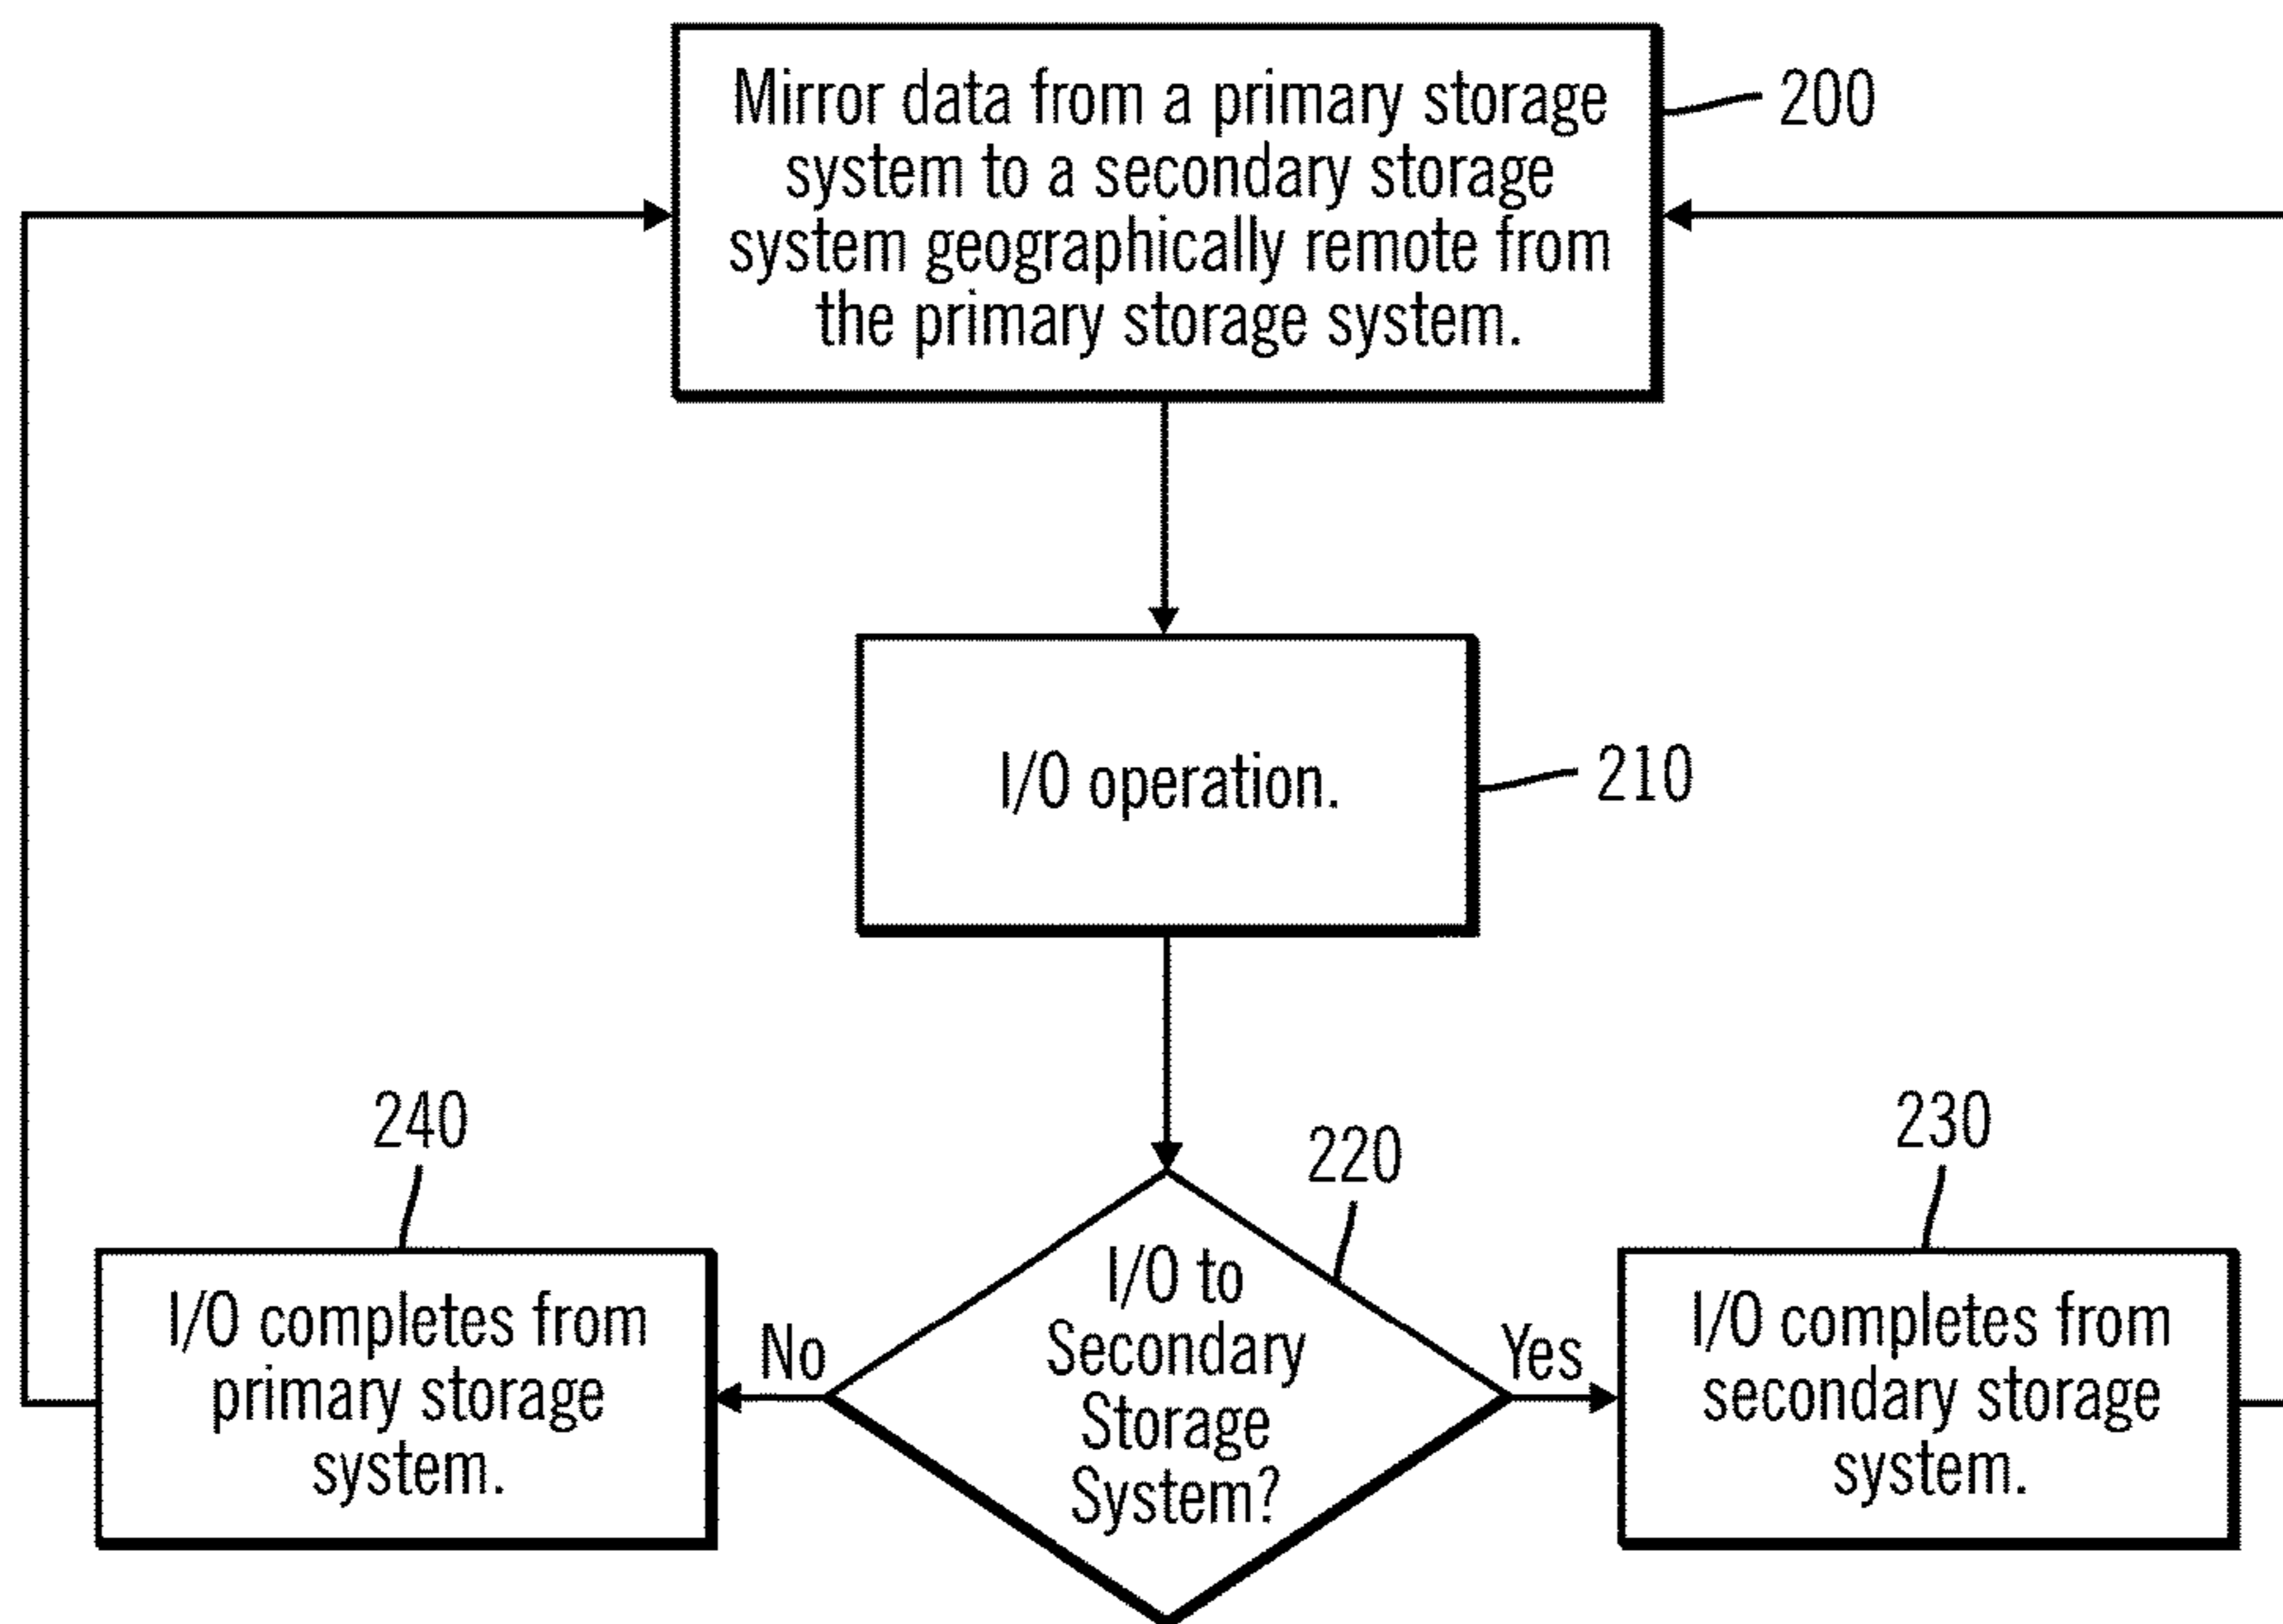 Mirror data from a primary storage
system to a secondary storage
system geographically remote from
the primary storage system.
200
I/O operation.
210
240
220
230
I/O completes from
primary storage
system.
No
I/O to
Secondary
Storage
System?
Yes
I/O completes from
secondary storage
system.